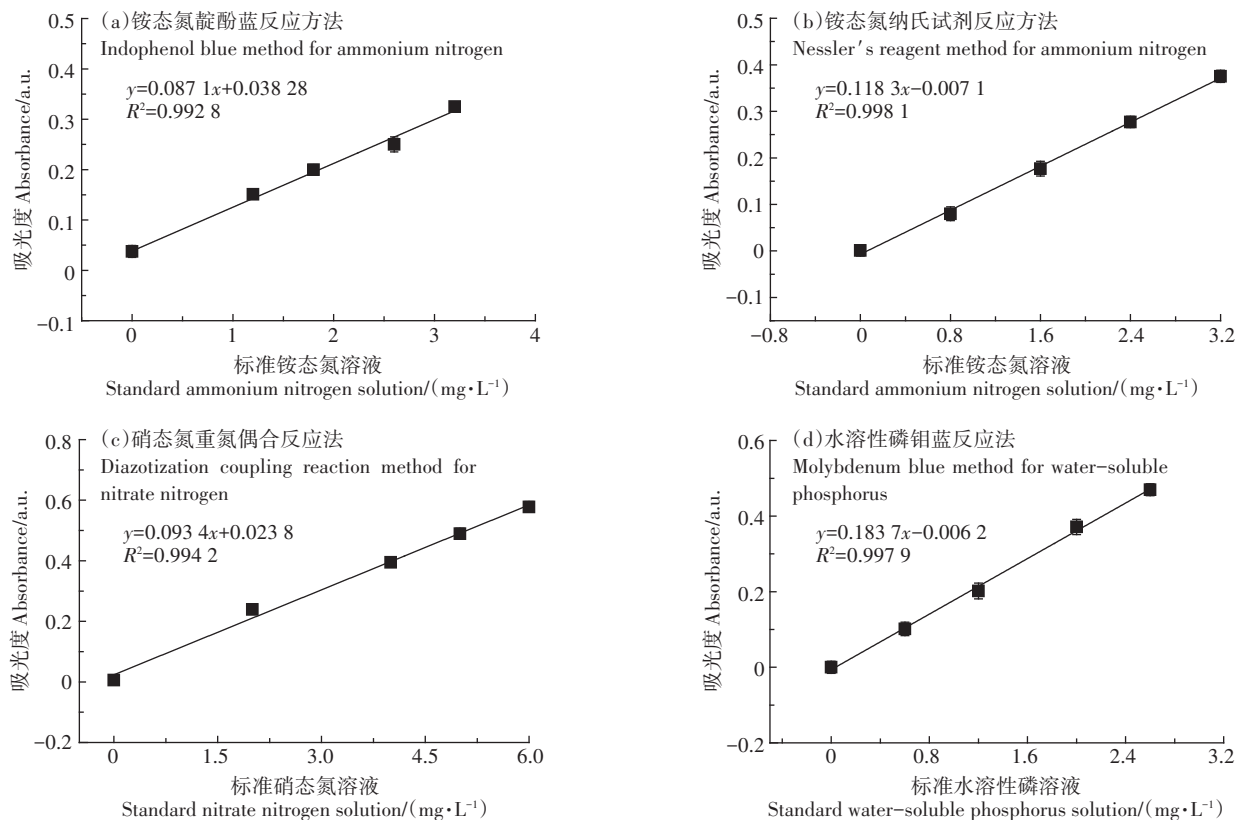 (a)铵态氮靛酚蓝反应方法
Indophenol blue method for ammonium nitrogen
y=0.087 1x+0.038 28
R²=0.992 8
0.5
0.4
0.3
0.2
0.1
0
−0.1
吸光度 Absorbance/a.u.
0 1 2 3 4
标准铵态氮溶液
Standard ammonium nitrogen solution/(mg·L⁻¹)
(b)铵态氮纳氏试剂反应方法
Nessler′s reagent method for ammonium nitrogen
y=0.118 3x−0.007 1
R²=0.998 1
0.5
0.4
0.3
0.2
0.1
0
−0.1
吸光度 Absorbance/a.u.
−0.8 0 0.8 1.6 2.4 3.2
标准铵态氮溶液
Standard ammonium nitrogen solution/(mg·L⁻¹)
(c)硝态氮重氮偶合反应法
Diazotization coupling reaction method for
nitrate nitrogen
y=0.093 4x+0.023 8
R²=0.994 2
0.8
0.6
0.4
0.2
0
−0.2
吸光度 Absorbance/a.u.
0 1.5 3.0 4.5 6.0
标准硝态氮溶液
Standard nitrate nitrogen solution/(mg·L⁻¹)
(d)水溶性磷钼蓝反应法
Molybdenum blue method for water−soluble
phosphorus
y=0.183 7x−0.006 2
R²=0.997 9
0.6
0.4
0.2
0
−0.2
吸光度 Absorbance/a.u.
0 0.8 1.6 2.4 3.2
标准水溶性磷溶液
Standard water−soluble phosphorus solution/(mg·L⁻¹)